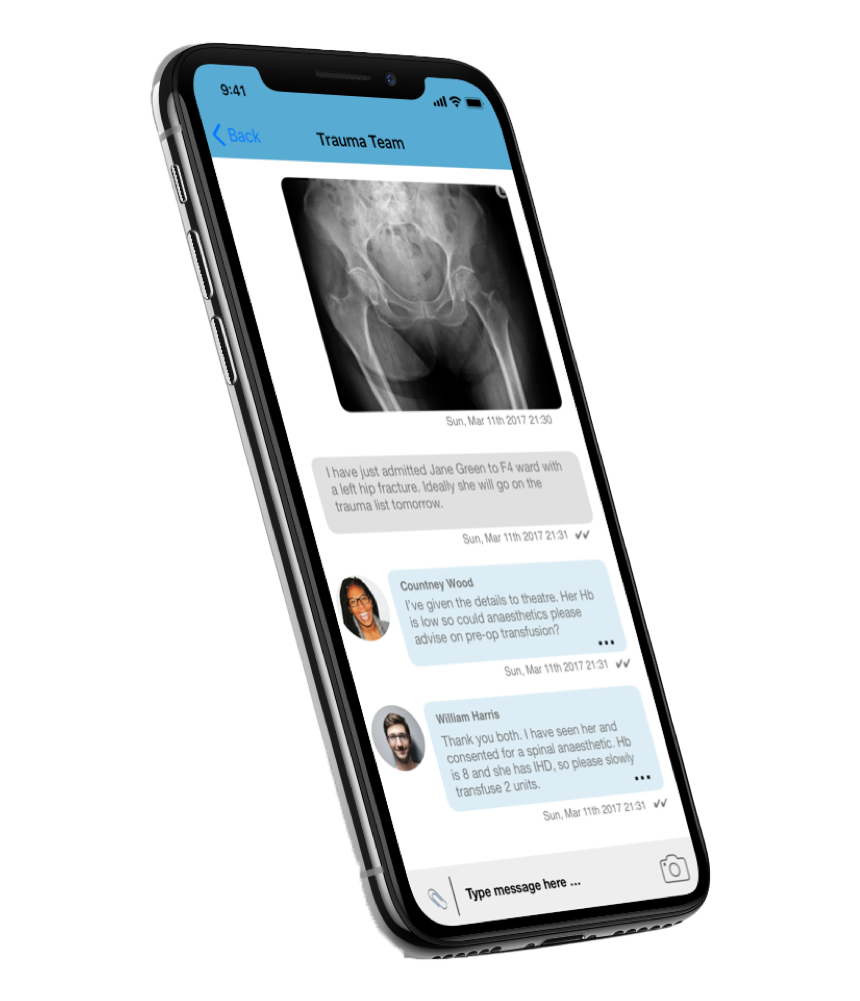 9:41
Back
Trauma Team
Sun, Mar 11th 2017 21:30
I have just admitted Jane Green to F4 ward with
a left hip fracture. Ideally she will go on the
trauma list tomorrow.
Sun, Mar 11th 2017 21:31
Countney Wood
I've given the details to theatre. Her Hb
is low so could anaesthetics please
advise on pre-op transfusion?
...
Sun, Mar 11th 2017 21:31
William Harris
Thank you both. I have seen her and
consented for a spinal anaesthetic. Hb
is 8 and she has IHD, so please slowly
transfuse 2 units.
...
Sun, Mar 11th 2017 21:31
Type message here ...